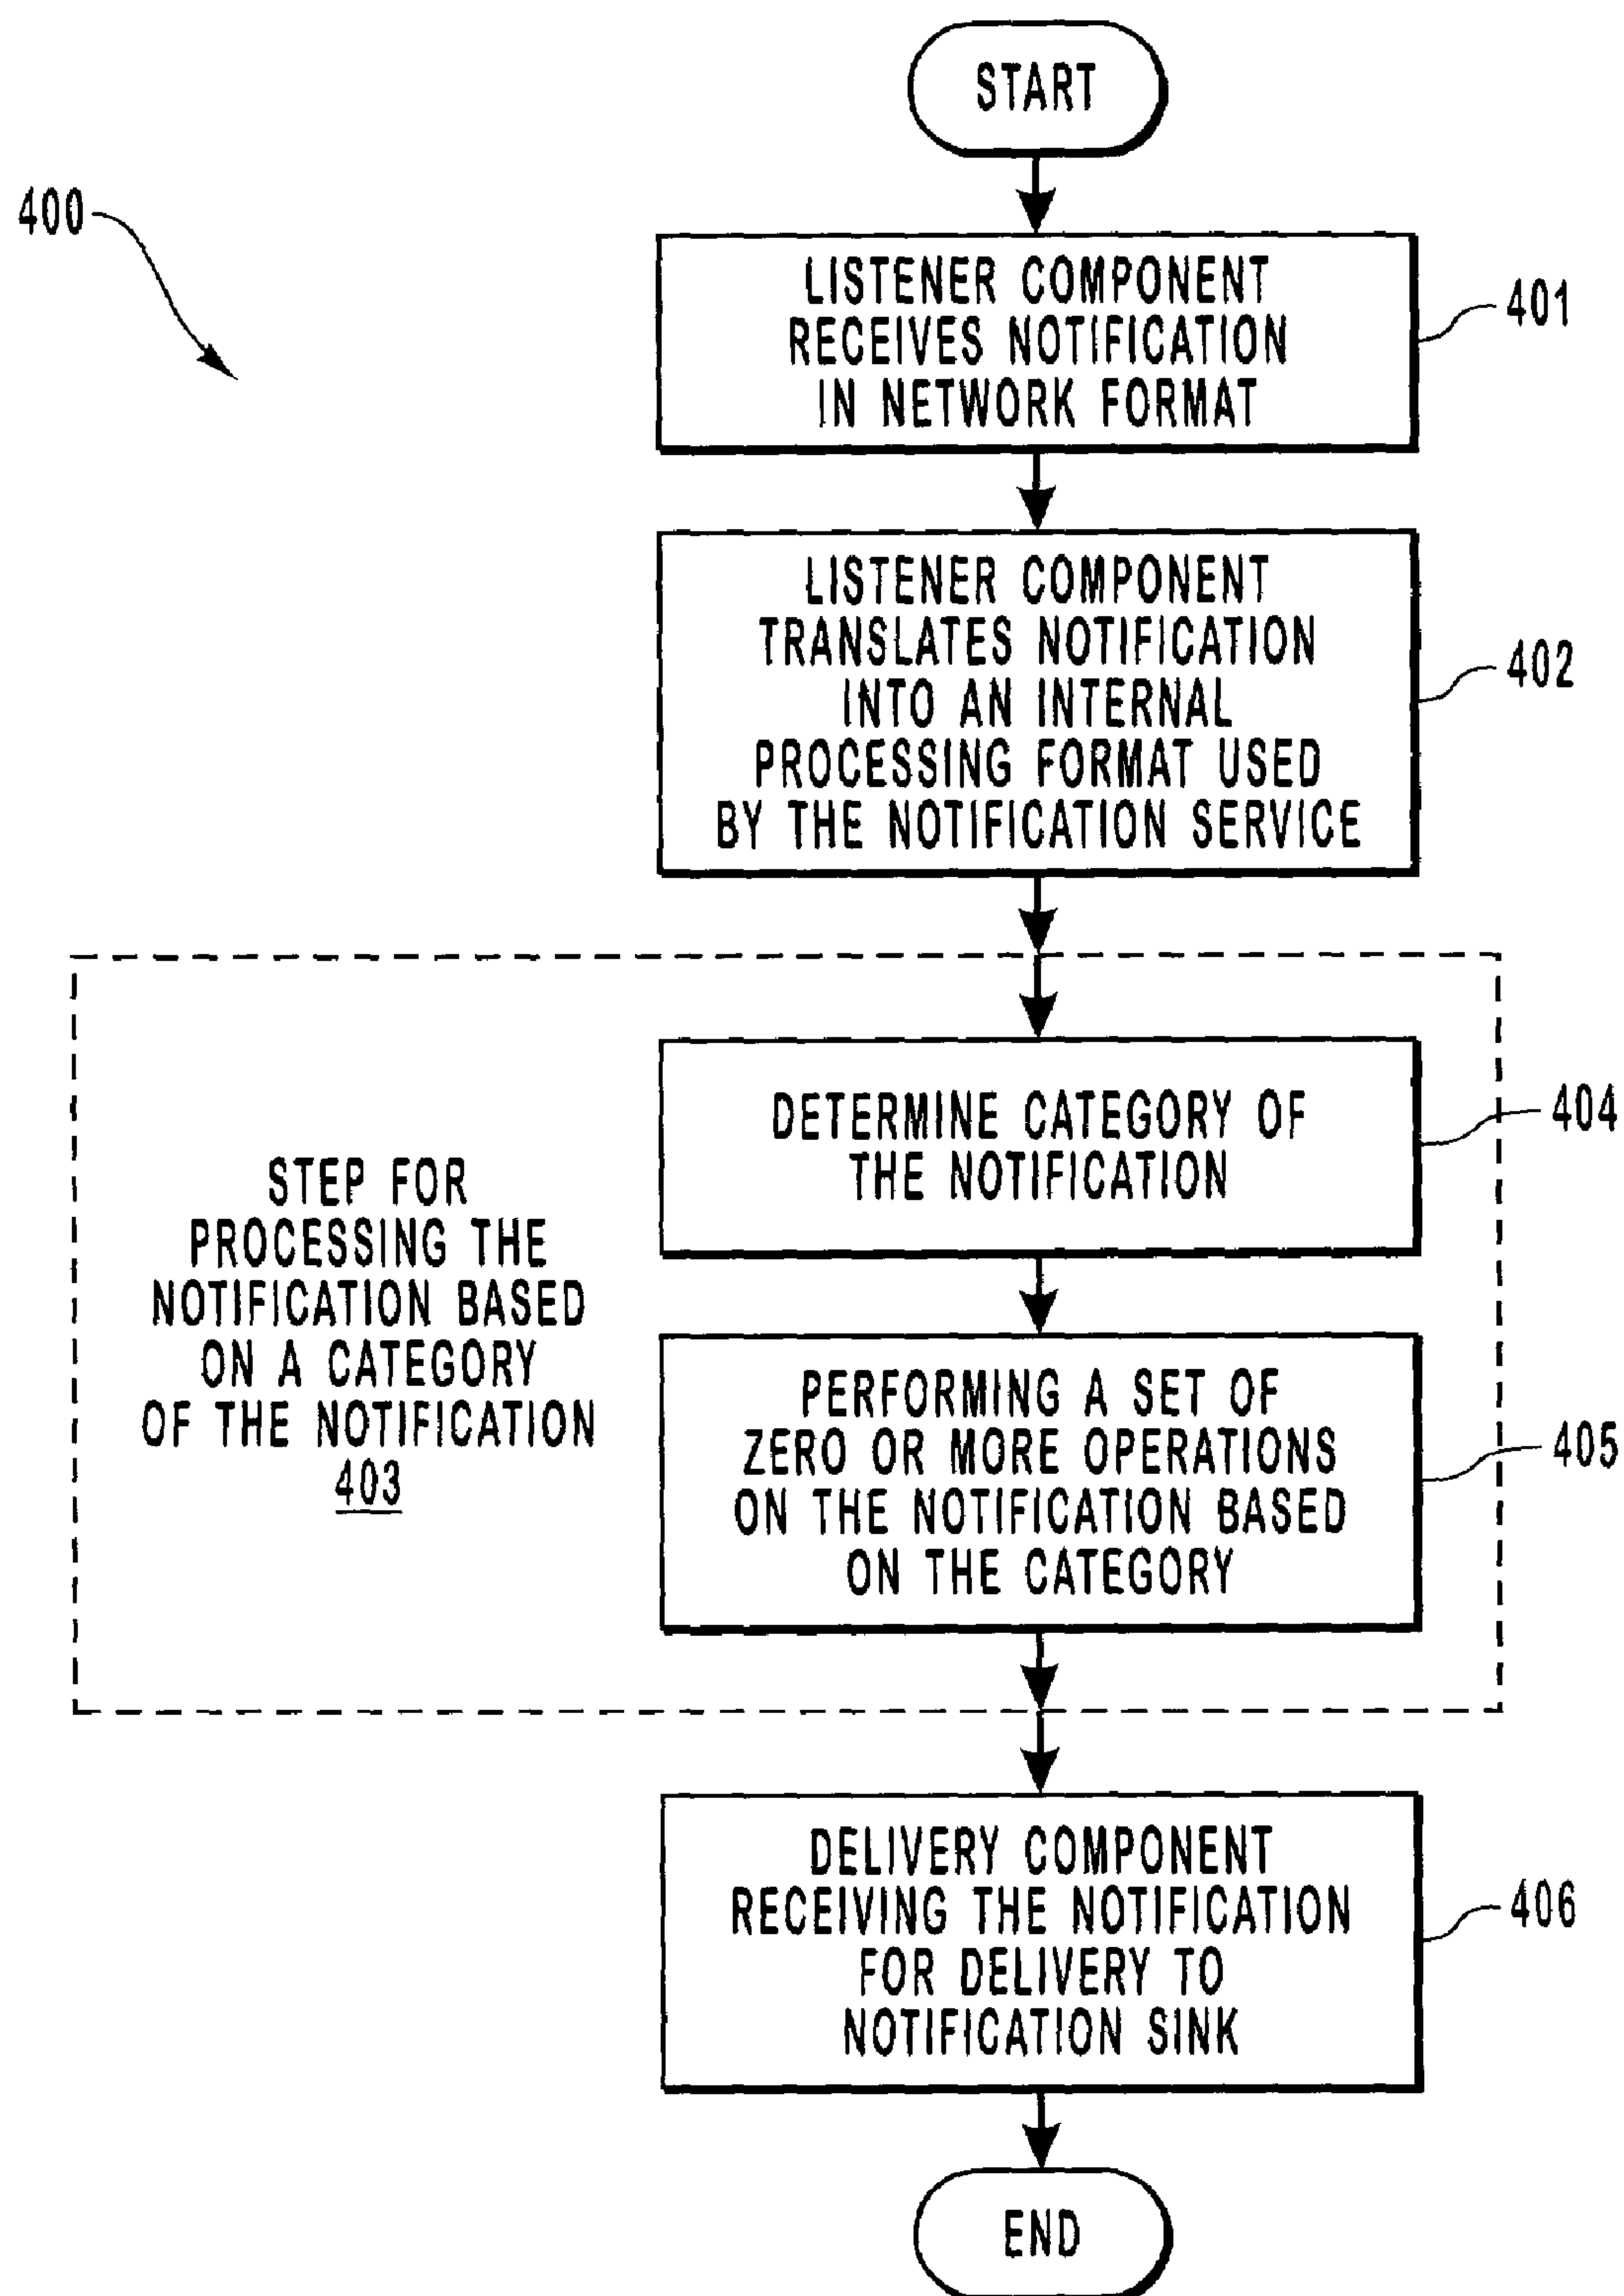 START
400
LISTENER COMPONENT
RECEIVES NOTIFICATION
IN NETWORK FORMAT
401
LISTENER COMPONENT
TRANSLATES NOTIFICATION
INTO AN INTERNAL
PROCESSING FORMAT USED
BY THE NOTIFICATION SERVICE
402
STEP FOR
PROCESSING THE
NOTIFICATION BASED
ON A CATEGORY
OF THE NOTIFICATION
403
DETERMINE CATEGORY OF
THE NOTIFICATION
404
PERFORMING A SET OF
ZERO OR MORE OPERATIONS
ON THE NOTIFICATION BASED
ON THE CATEGORY
405
DELIVERY COMPONENT
RECEIVING THE NOTIFICATION
FOR DELIVERY TO
NOTIFICATION SINK
406
END